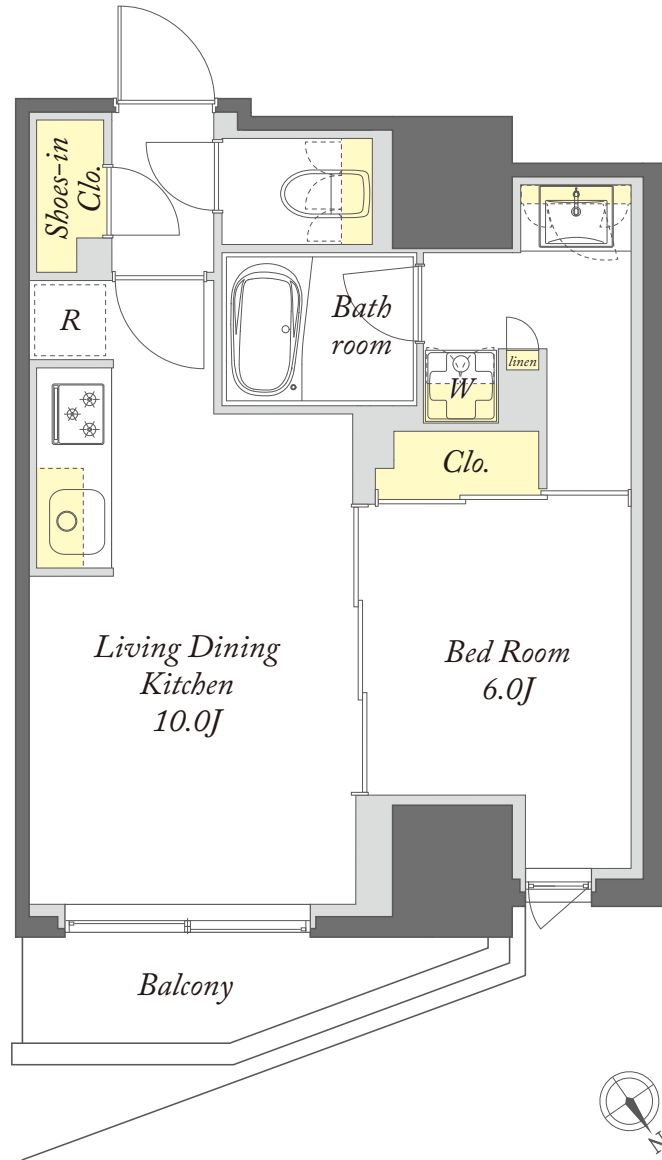 Shoes-in
Clo.
R
Bath
room
linen
W
Clo.
Living Dining
Kitchen
10.0J
Bed Room
6.0J
Balcony
N